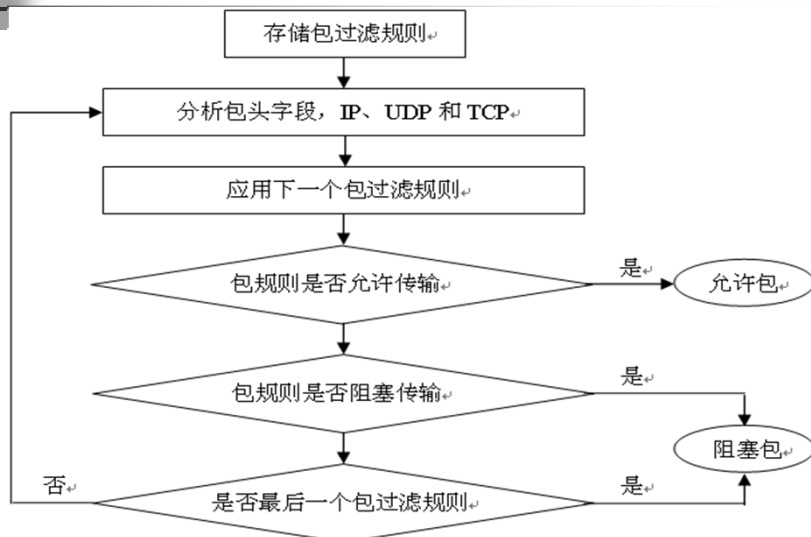 存储包过滤规则
分析包头字段，IP、UDP 和 TCP
应用下一个包过滤规则
包规则是否允许传输
是
允许包
包规则是否阻塞传输
是
阻塞包
否
是否最后一个包过滤规则
是